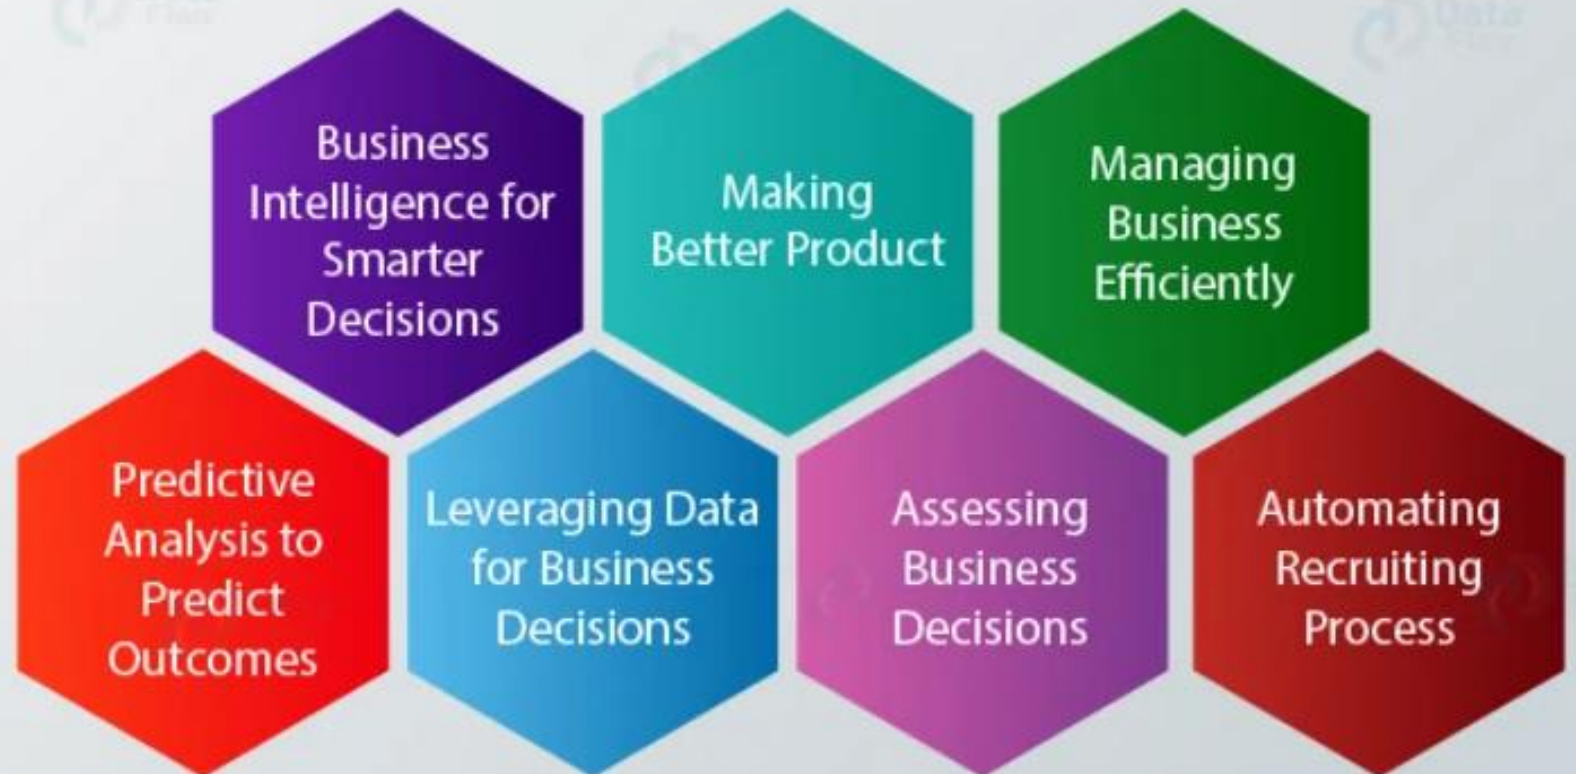 Business
Intelligence for
Smarter
Decisions
Making
Better Product
Managing
Business
Efficiently
Predictive
Analysis to
Predict
Outcomes
Leveraging Data
for Business
Decisions
Assessing
Business
Decisions
Automating
Recruiting
Process